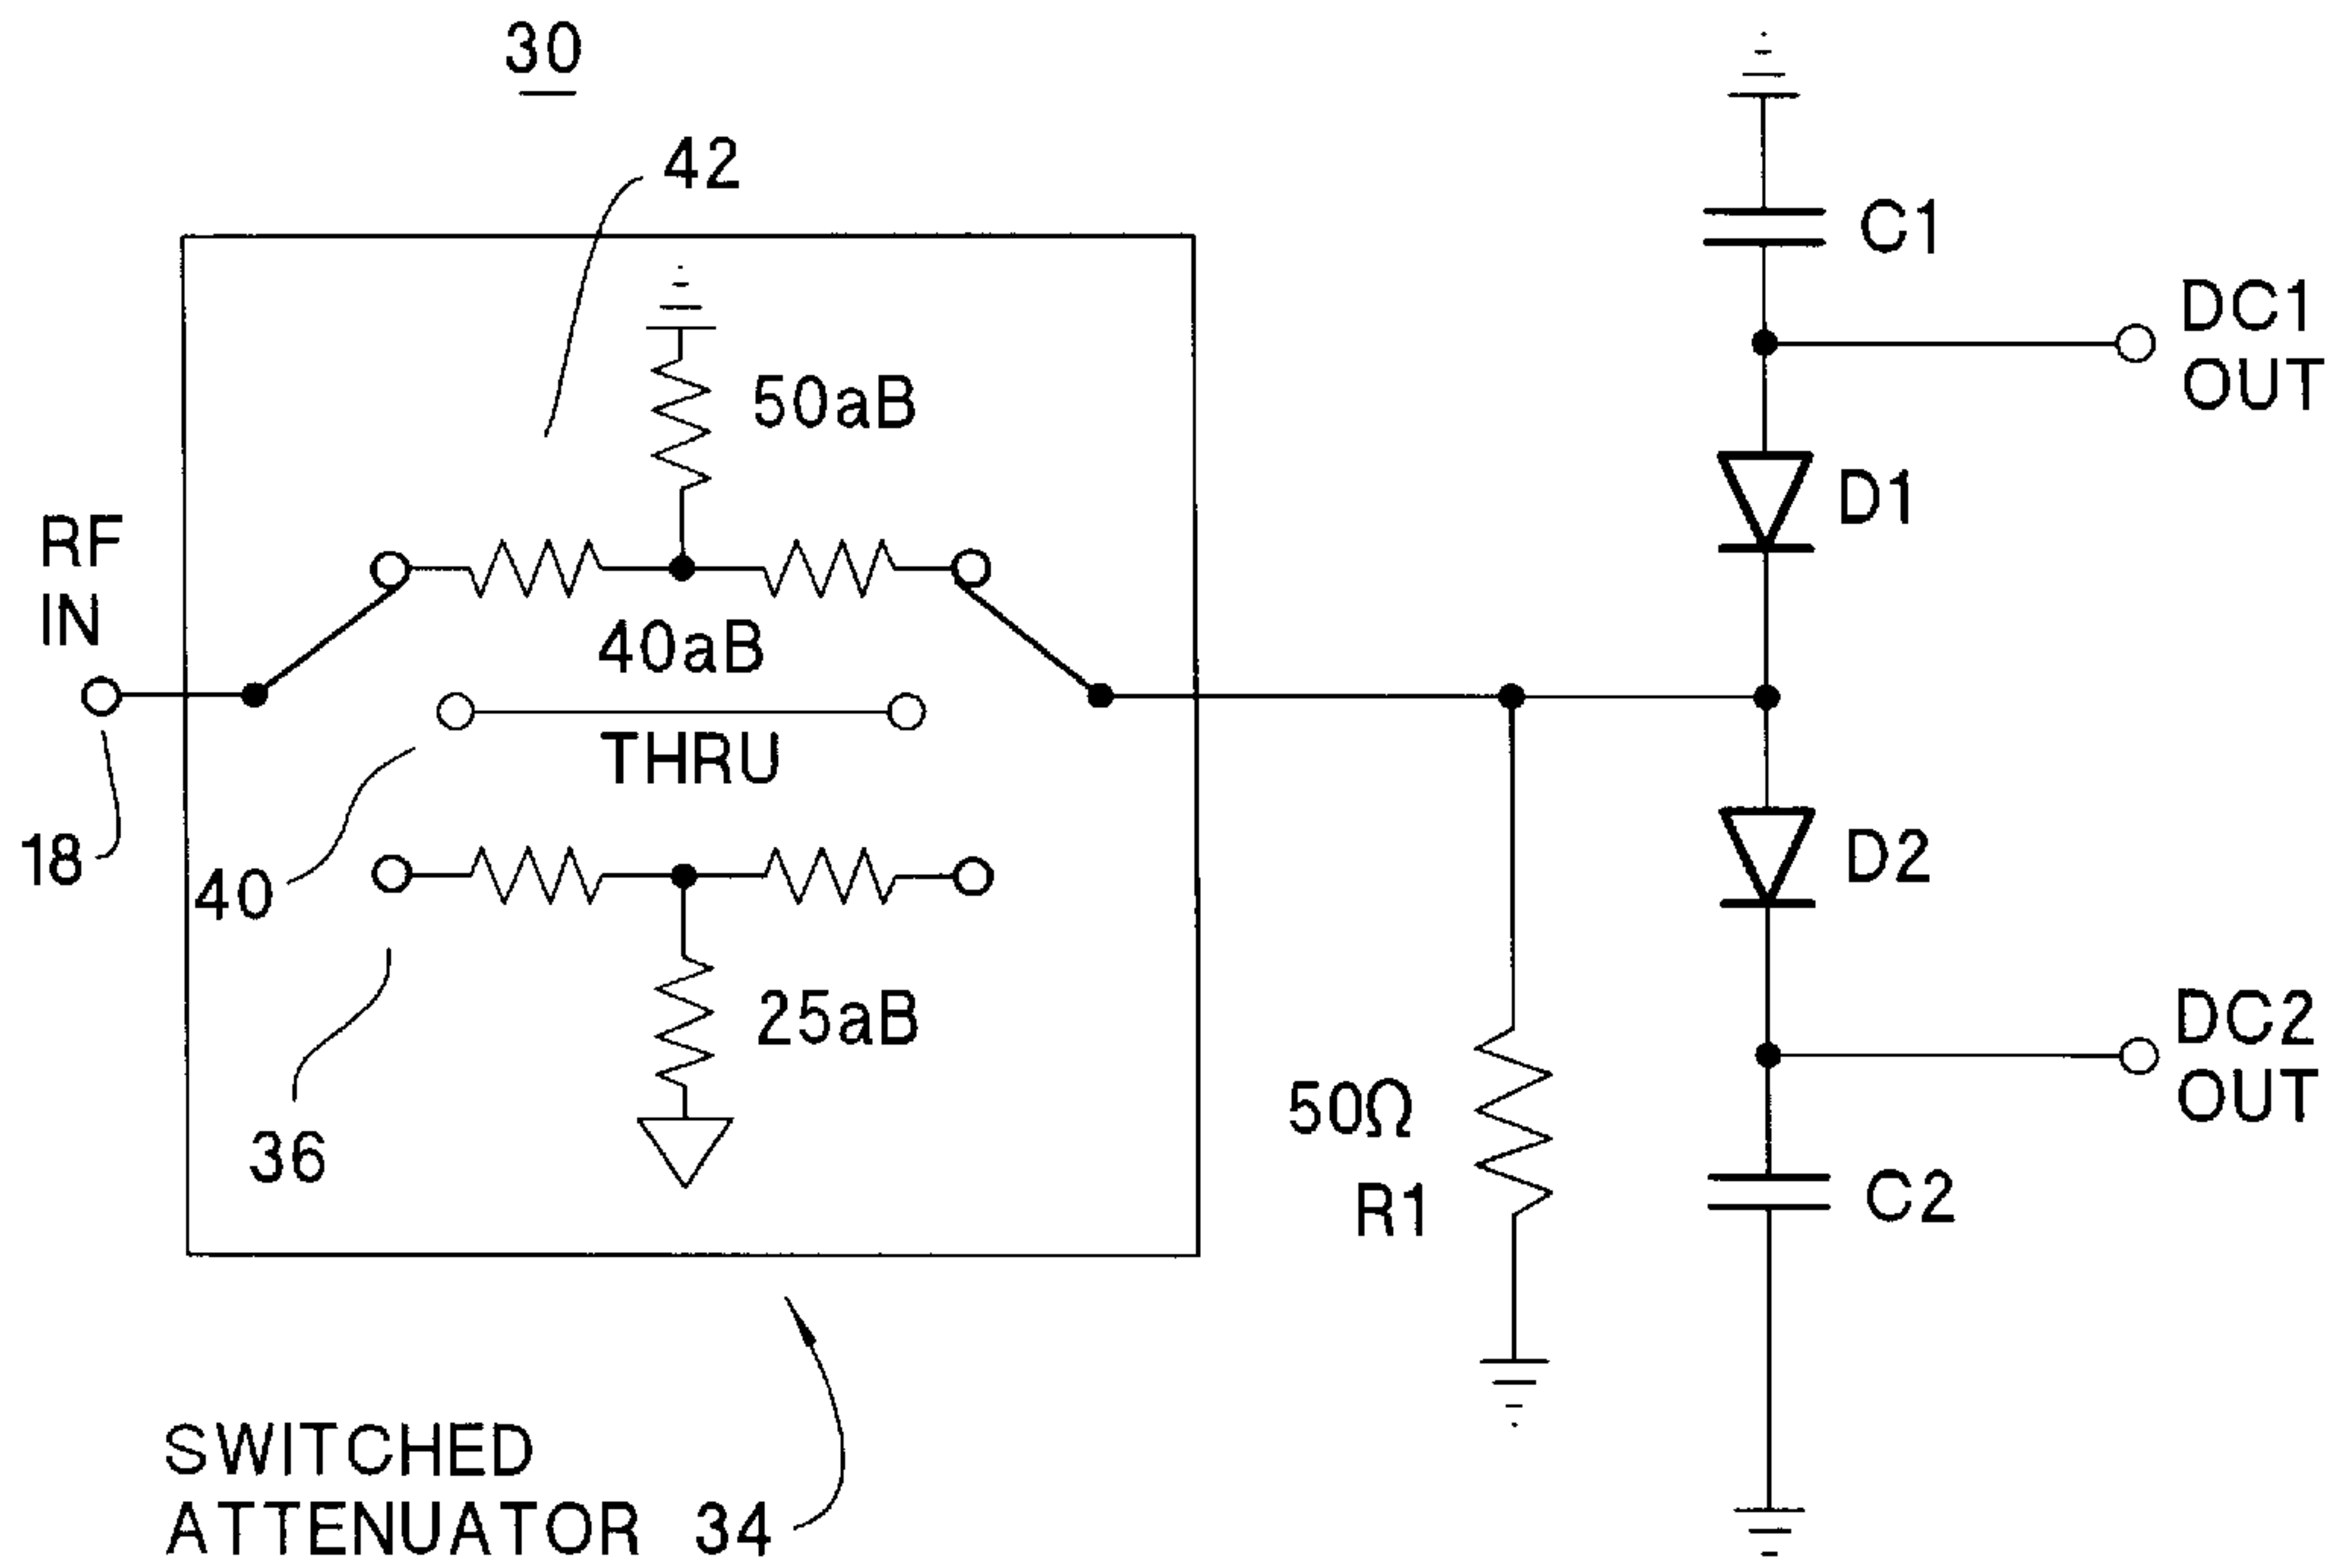 30
42
C1
DC1
OUT
50aB
D1
RF
IN
40aB
THRU
18
40
D2
25aB
DC2
OUT
50Ω
R1
36
C2
SWITCHED
ATTENUATOR 34